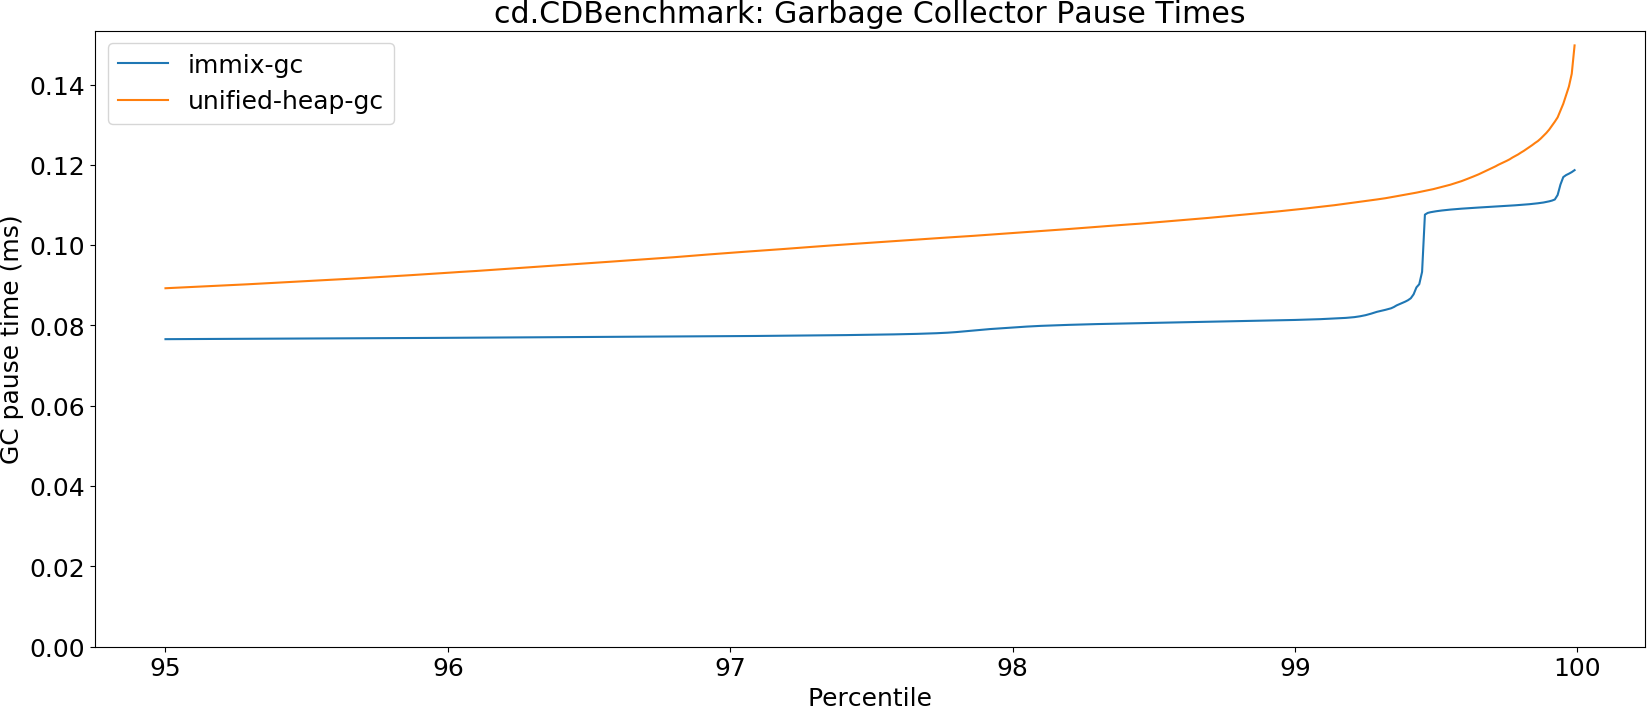 cd.CDBenchmark: Garbage Collector Pause Times
immix-gc
unified-heap-gc
GC pause time (ms)
0.14
0.12
0.10
0.08
0.06
0.04
0.02
0.00
95 96 97 98 99 100
Percentile